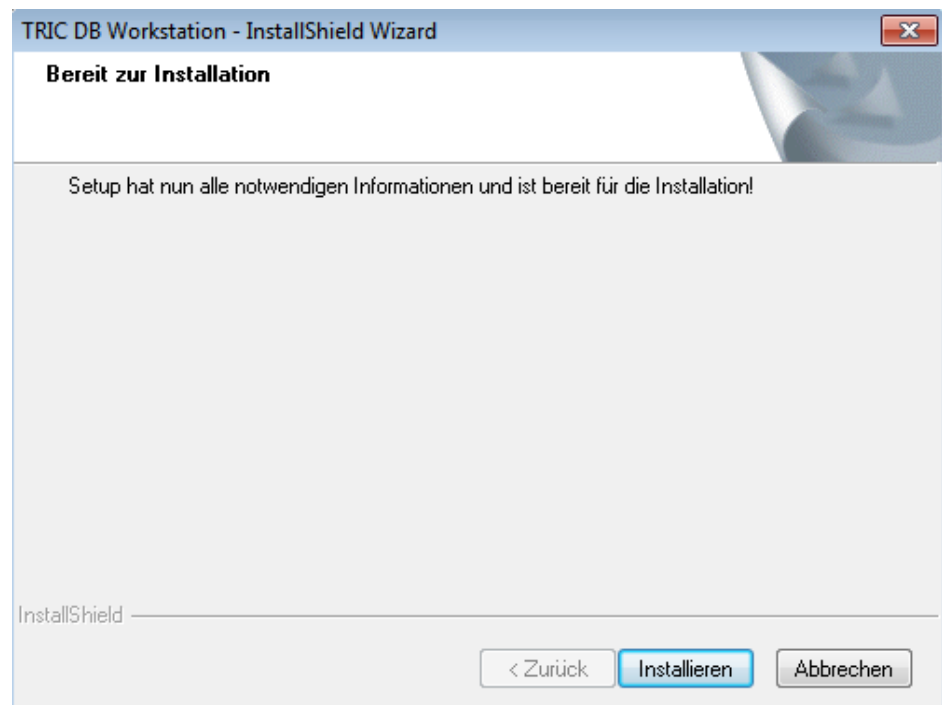 TRIC DB Workstation - InstallShield Wizard
Bereit zur Installation
Setup hat nun alle notwendigen Informationen und ist bereit für die Installation!
InstallShield
< Zurück Installieren Abbrechen